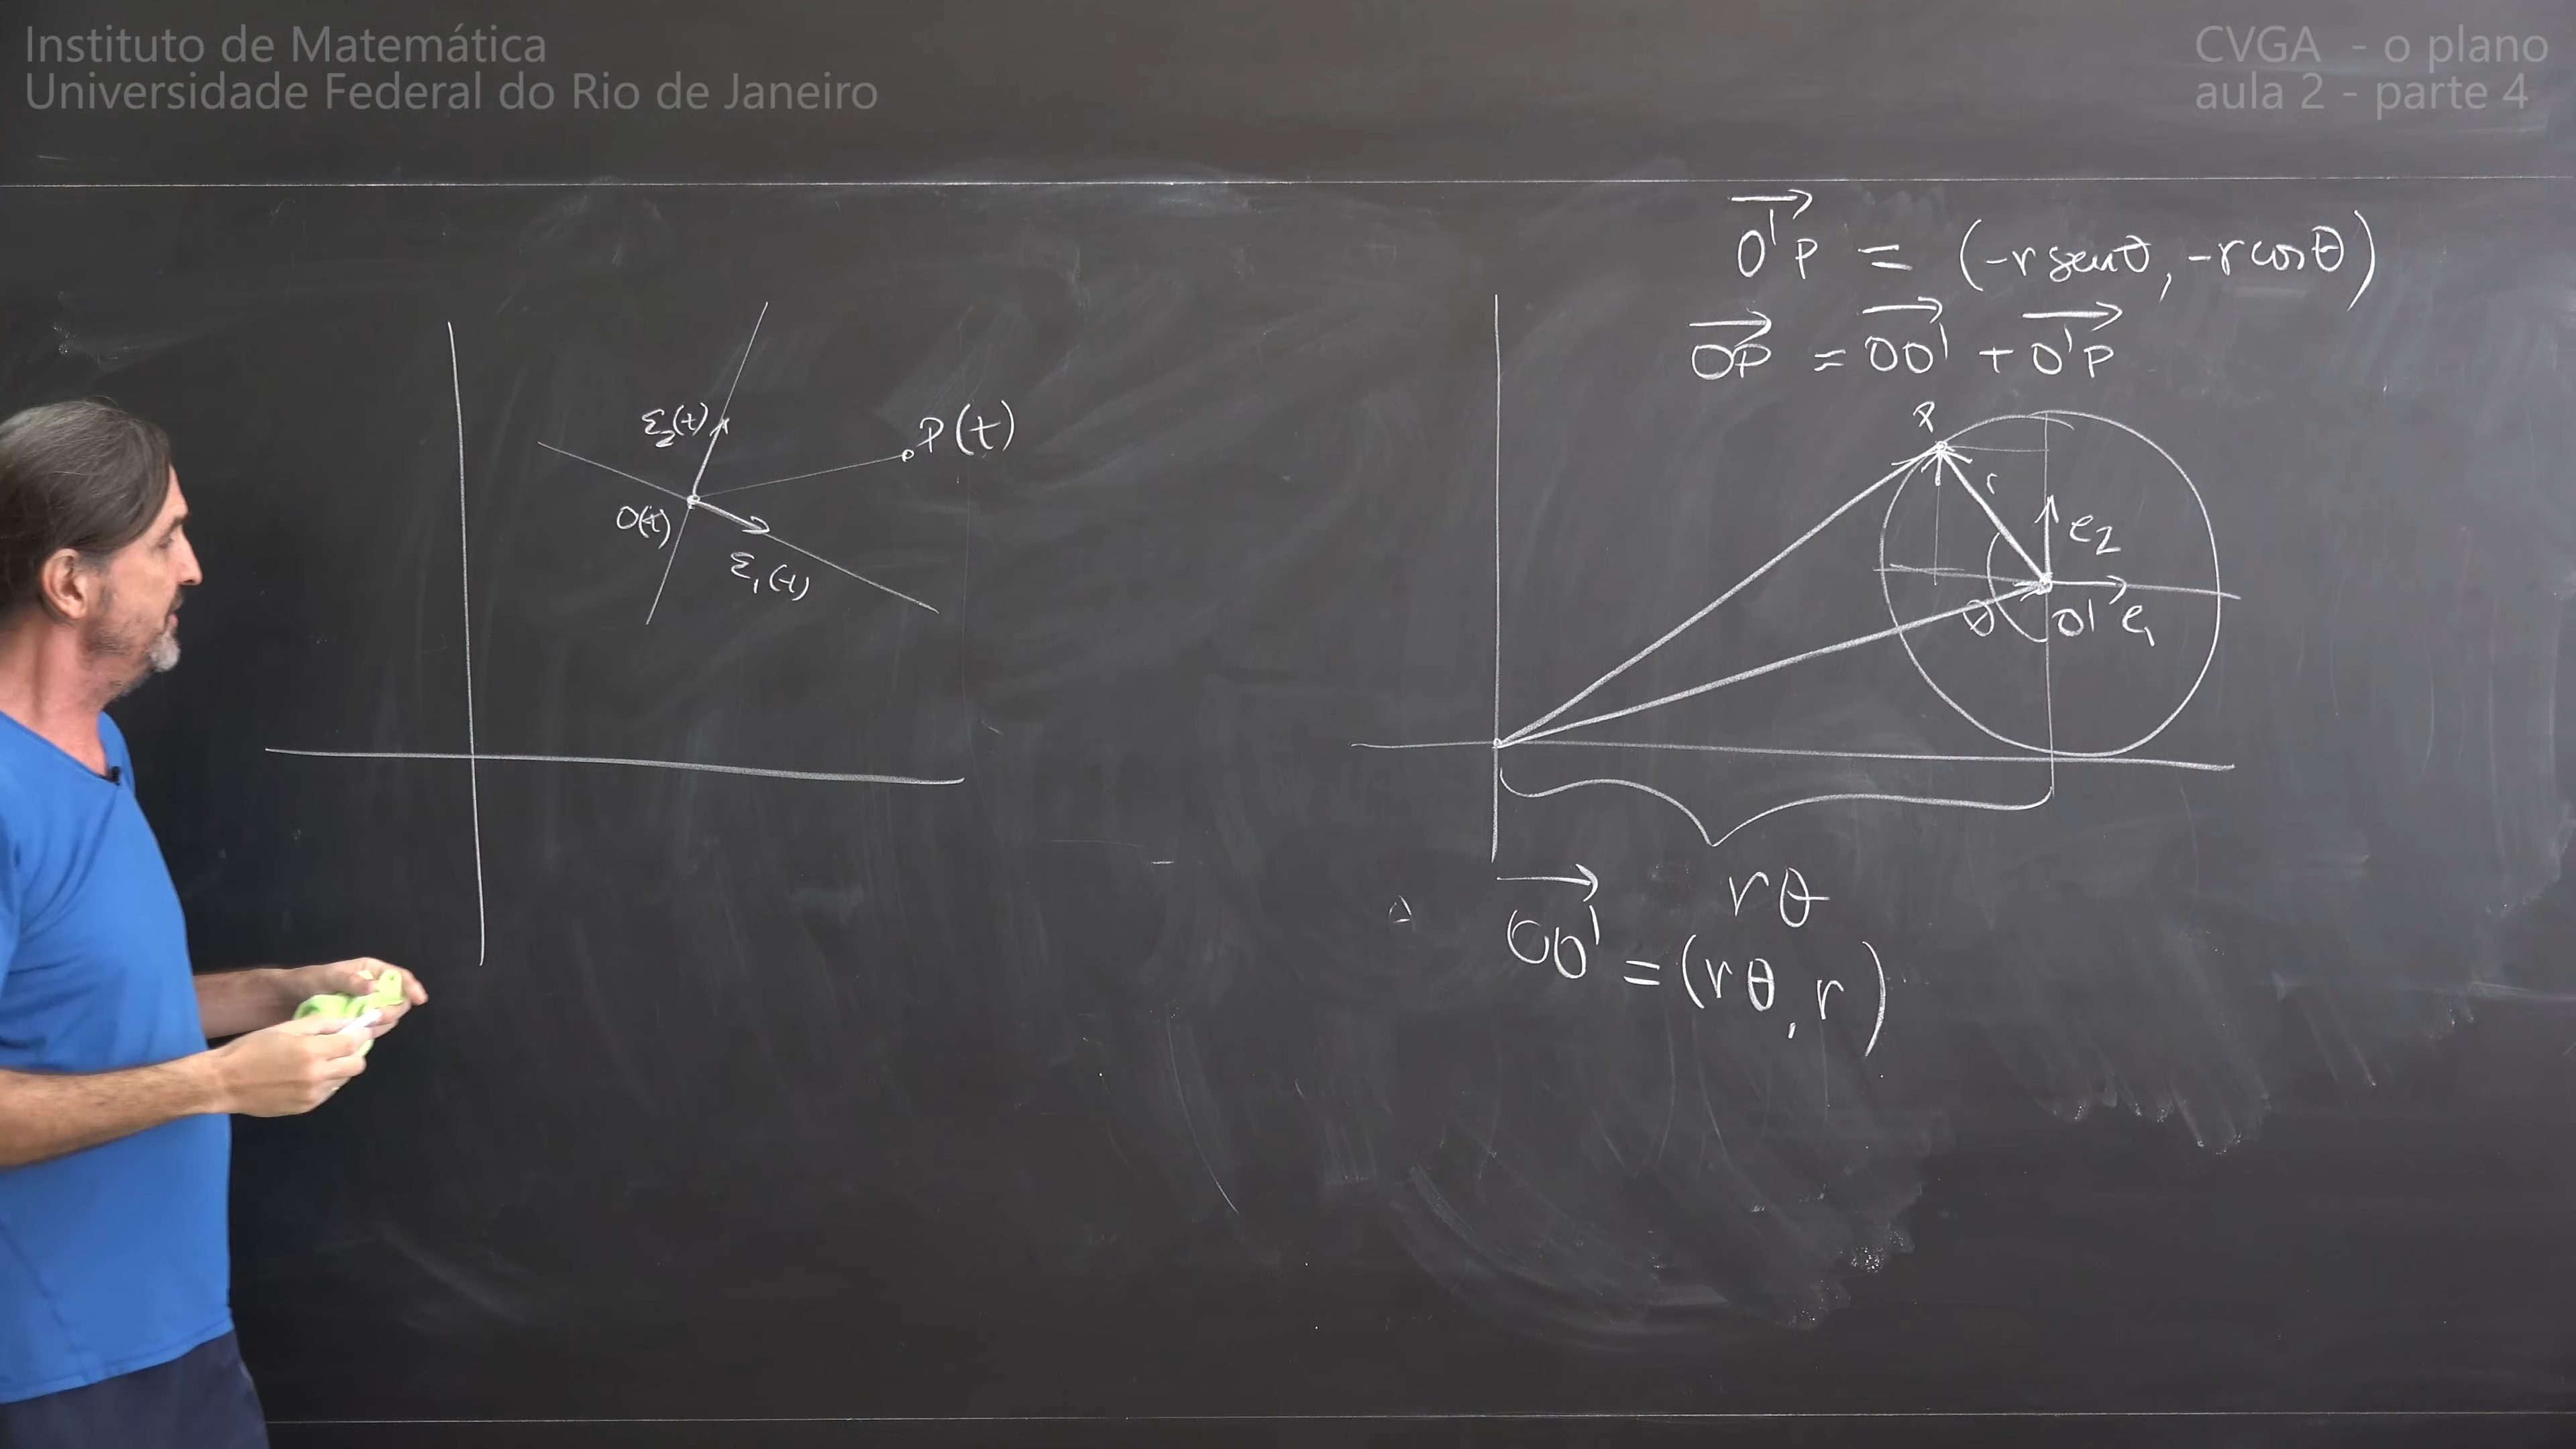 Instituto de Matemática
Universidade Federal do Rio de Janeiro
CVGA - o plano
aula 2 - parte 4
O'P = (-r senθ, -r cosθ)
OP = OO' + O'P
ε₂(t)
P(t)
O(t)
ε₁(t)
P
r
e₂
θ
O'
e₁
rθ
OO' = (rθ, r)